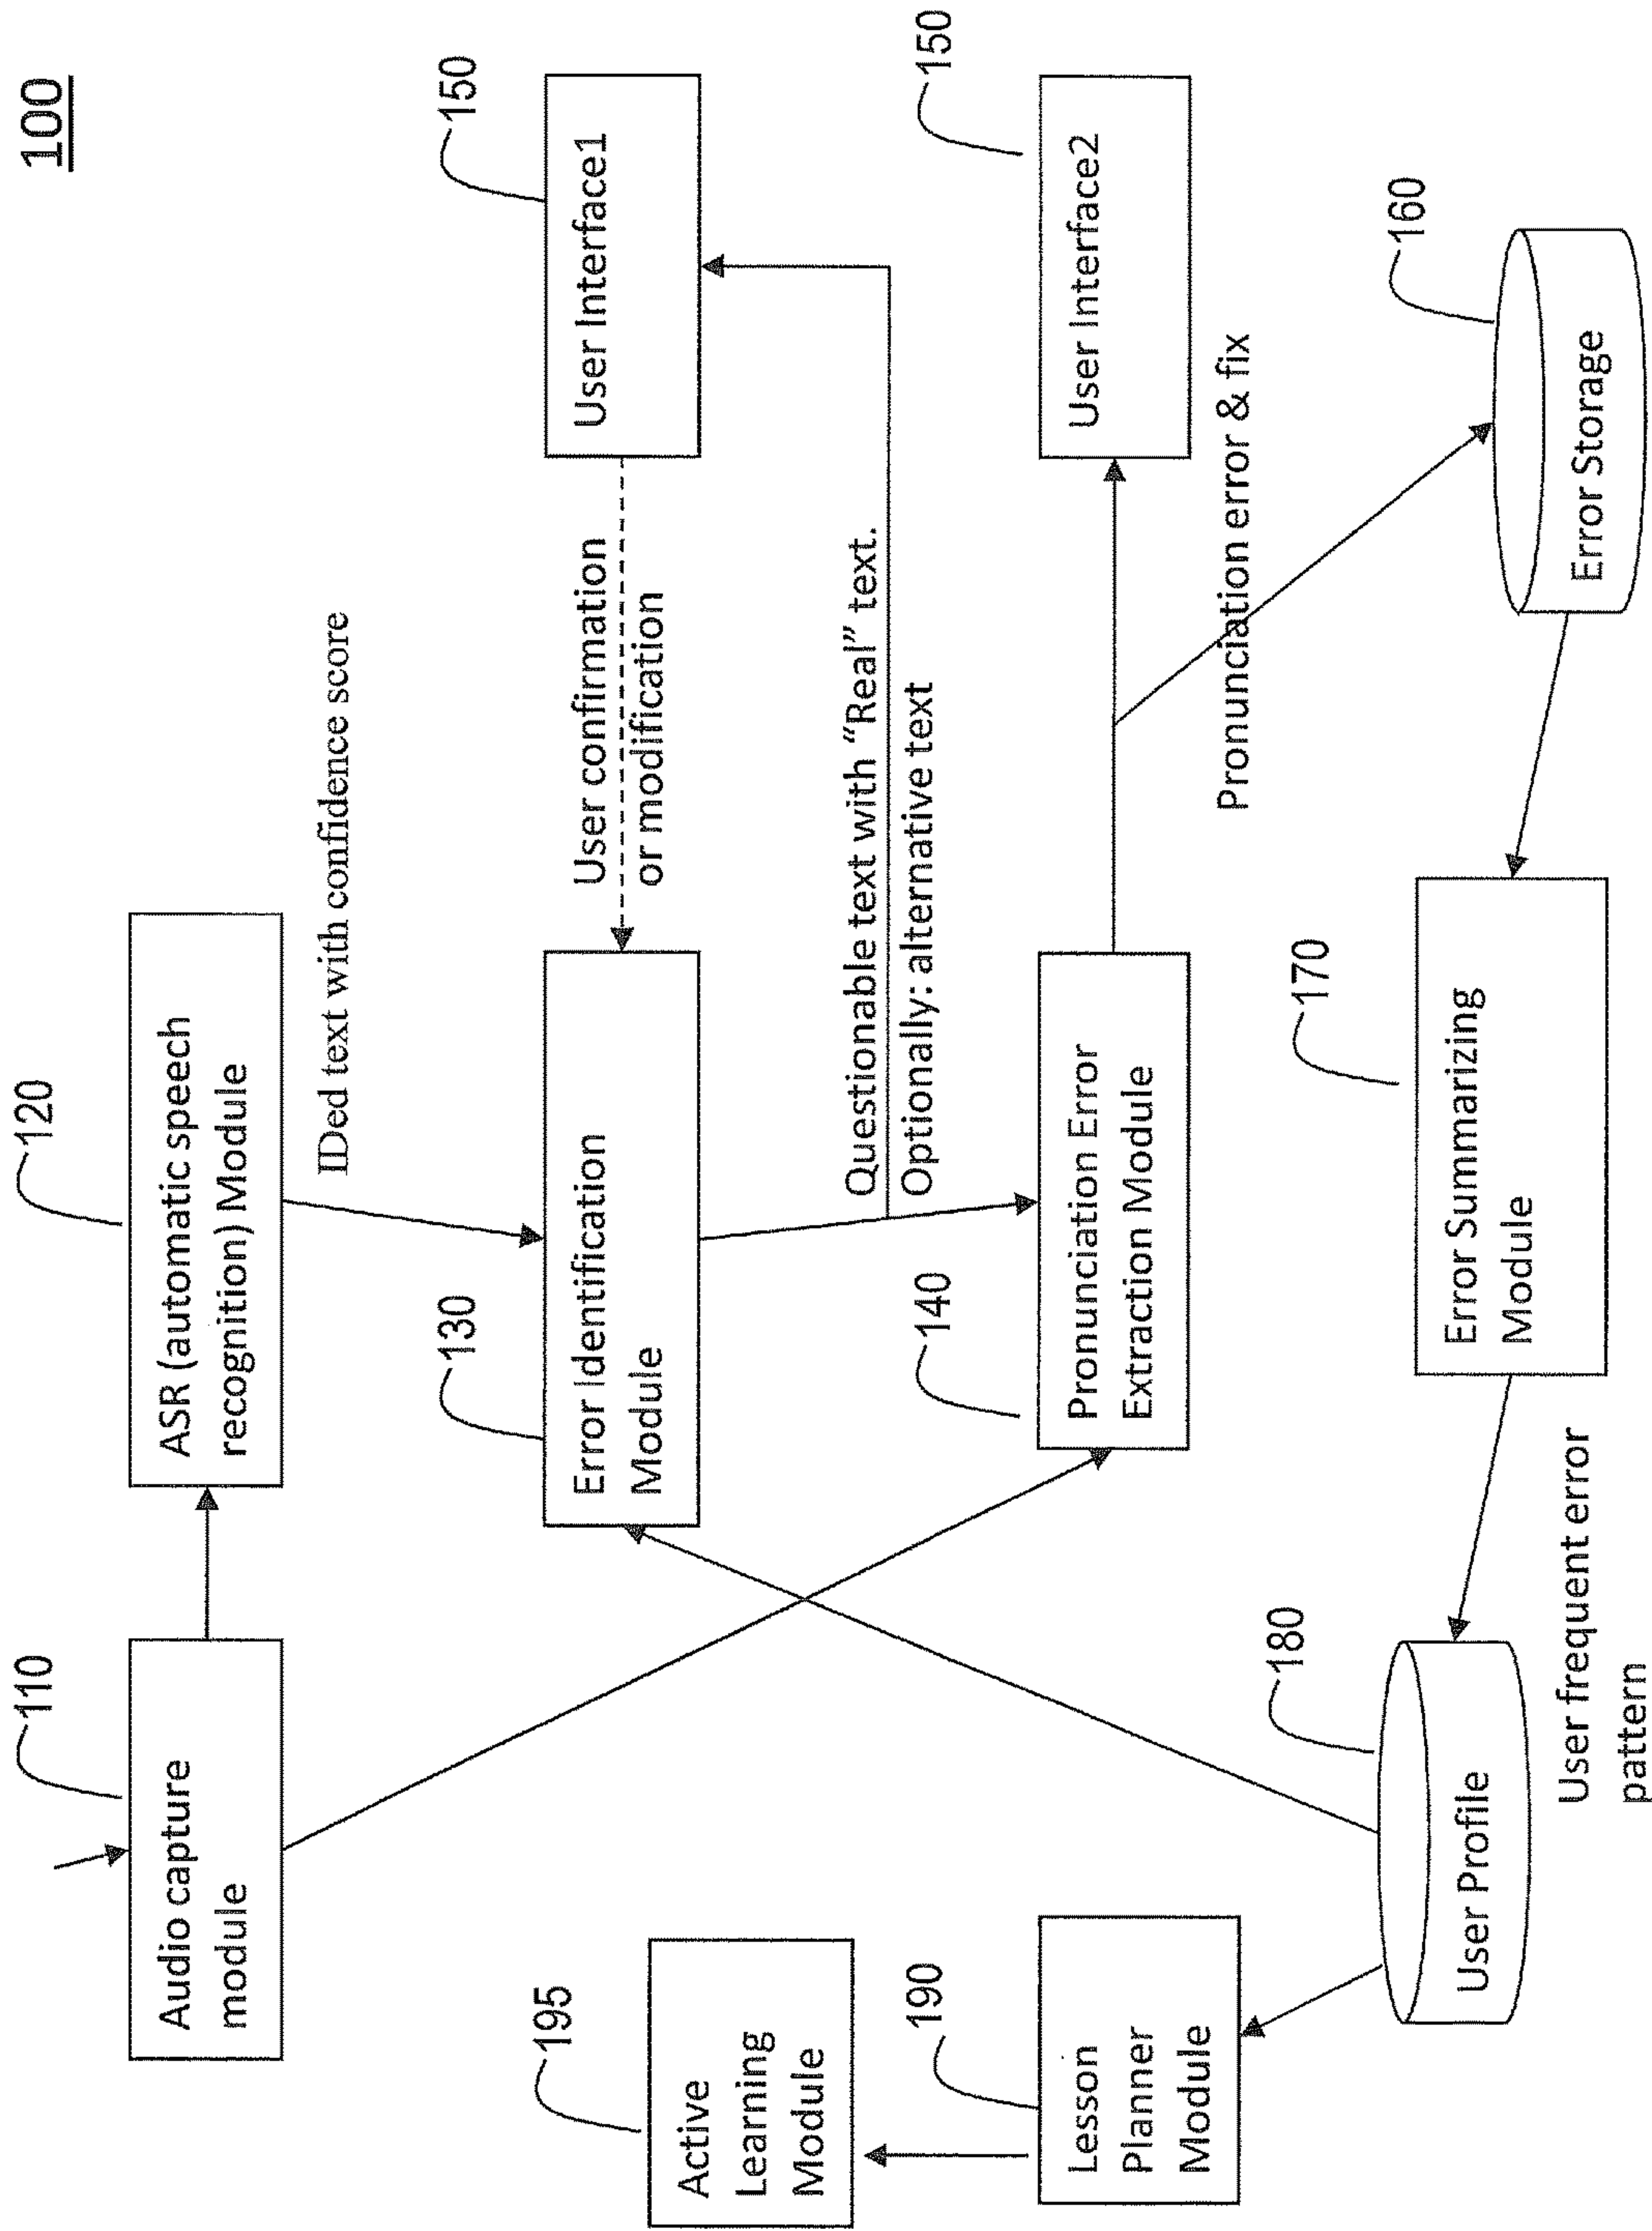 100
110
Audio capture
module
120
ASR (automatic speech
recognition) Module
IDed text with confidence score
195
Active
Learning
Module
130
Error Identification
Module
User confirmation
or modification
150
User Interface1
Questionable text with “Real” text.
Optionally: alternative text
190
Lesson
Planner
Module
140
Pronunciation Error
Extraction Module
150
User Interface2
Pronunciation error & fix
180
User Profile
User frequent error
pattern
170
Error Summarizing
Module
160
Error Storage